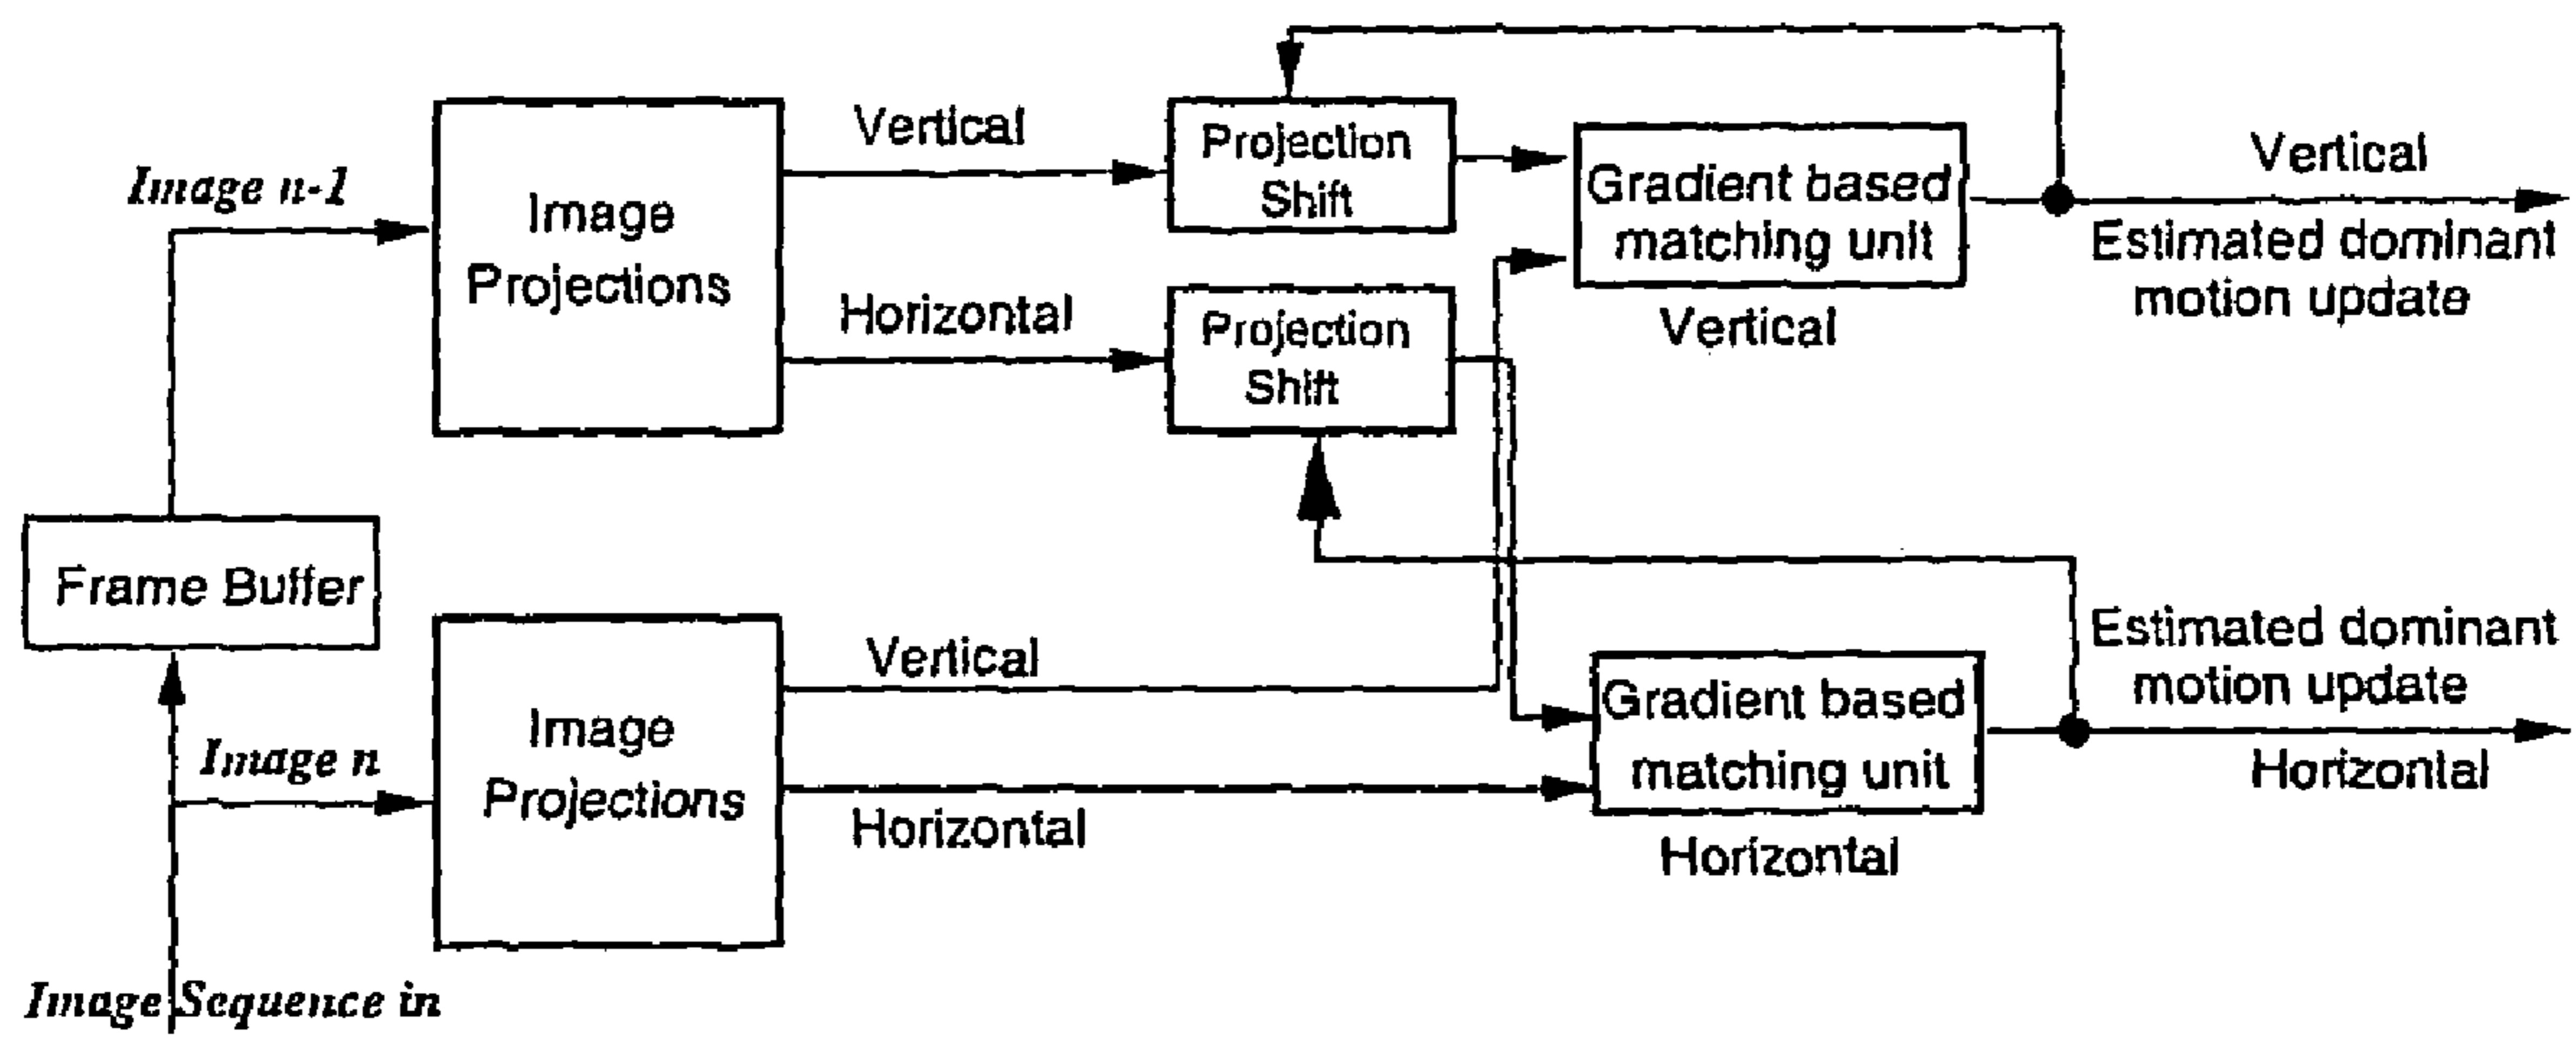 Image n-1
Image
Projections
Vertical
Horizontal
Projection
Shift
Projection
Shift
Gradient based
matching unit
Vertical
Vertical
Estimated dominant
motion update
Frame Buffer
Image n
Image Sequence in
Image
Projections
Vertical
Horizontal
Gradient based
matching unit
Horizontal
Estimated dominant
motion update
Horizontal